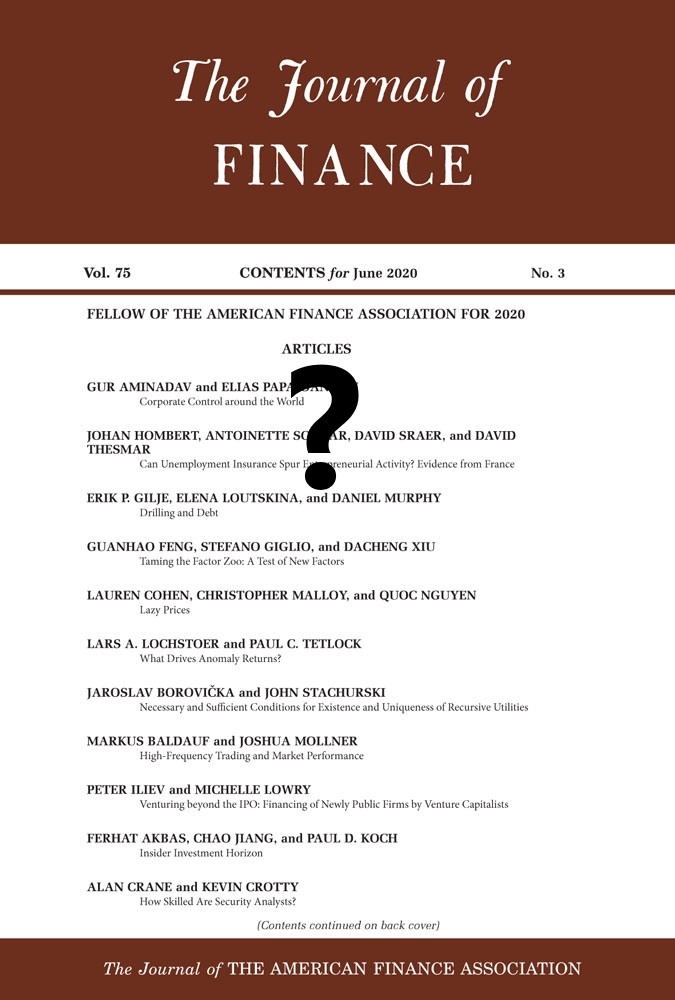 The Journal of
FINANCE
Vol. 75 CONTENTS for June 2020 No. 3
FELLOW OF THE AMERICAN FINANCE ASSOCIATION FOR 2020
ARTICLES
GUR AMINADAV and ELIAS
Corporate Control around the World
?
JOHAN HOMBERT, ANTOINETTE DAVID SRAER, and DAVID
THESMAR
Can Unemployment Insurance Spur Entrepreneurial Activity? Evidence from France
ERIK P. GILJE, ELENA LOUTSKINA, and DANIEL MURPHY
Drilling and Debt
GUANHAO FENG, STEFANO GIGLIO, and DACHENG XIU
Taming the Factor Zoo: A Test of New Factors
LAUREN COHEN, CHRISTOPHER MALLOY, and QUOC NGUYEN
Lazy Prices
LARS A. LOCHSTOER and PAUL C. TETLOCK
What Drives Anomaly Returns?
JAROSLAV BOROVIČKA and JOHN STACHURSKI
Necessary and Sufficient Conditions for Existence and Uniqueness of Recursive Utilities
MARKUS BALDAUF and JOSHUA MOLLNER
High-Frequency Trading and Market Performance
PETER ILIEV and MICHELLE LOWRY
Venturing beyond the IPO: Financing of Newly Public Firms by Venture Capitalists
FERHAT AKBAS, CHAO JIANG, and PAUL D. KOCH
Insider Investment Horizon
ALAN CRANE and KEVIN CROTTY
How Skilled Are Security Analysts?
(Contents continued on back cover)
The Journal of THE AMERICAN FINANCE ASSOCIATION